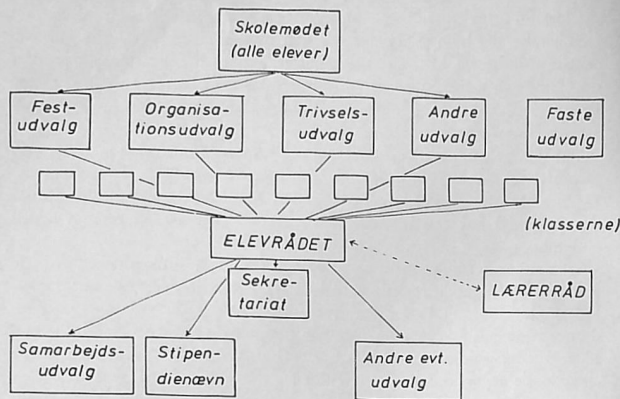 Skolemødet
(alle elever)
Fest-
udvalg
Organisa-
tionsudvalg
Trivsels-
udvalg
Andre
udvalg
Faste
udvalg
(klasserne)
ELEVRÅDET
Sekre-
tariat
LÆRERRÅD
Samarbejds-
udvalg
Stipen-
dienævn
Andre evt.
udvalg